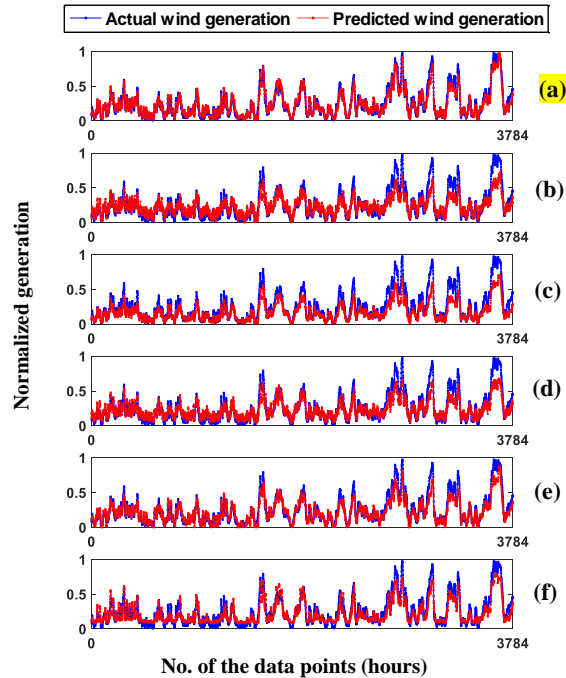 Actual wind generation Predicted wind generation
Normalized generation
1
0.5
0
0 3784
(a)
1
0.5
0
0 3784
(b)
1
0.5
0
0 3784
(c)
1
0.5
0
0 3784
(d)
1
0.5
0
0 3784
(e)
1
0.5
0
0 3784
(f)
No. of the data points (hours)